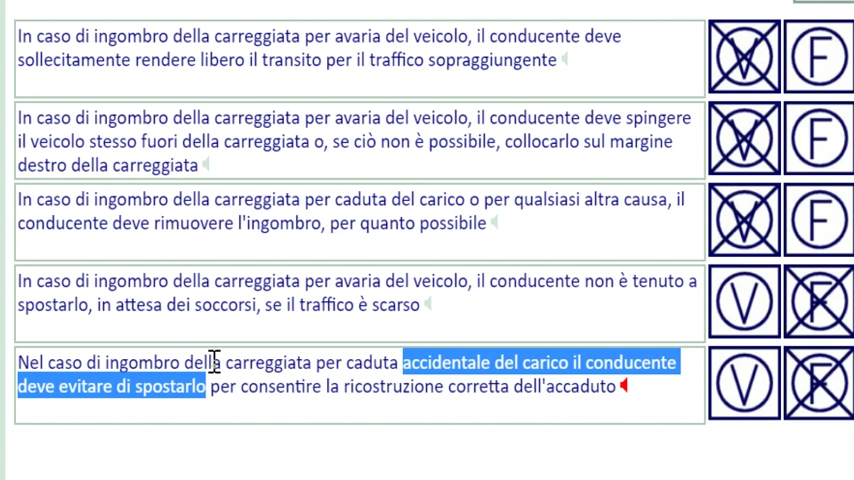 In caso di ingombro della carreggiata per avaria del veicolo, il conducente deve
sollecitamente rendere libero il transito per il traffico sopraggiungente
V F
In caso di ingombro della carreggiata per avaria del veicolo, il conducente deve spingere
il veicolo stesso fuori della carreggiata o, se ciò non è possibile, collocarlo sul margine
destro della carreggiata
V F
In caso di ingombro della carreggiata per caduta del carico o per qualsiasi altra causa, il
conducente deve rimuovere l'ingombro, per quanto possibile
V F
In caso di ingombro della carreggiata per avaria del veicolo, il conducente non è tenuto a
spostarlo, in attesa dei soccorsi, se il traffico è scarso
V F
Nel caso di ingombro della carreggiata per caduta accidentale del carico il conducente
deve evitare di spostarlo per consentire la ricostruzione corretta dell'accaduto
V F